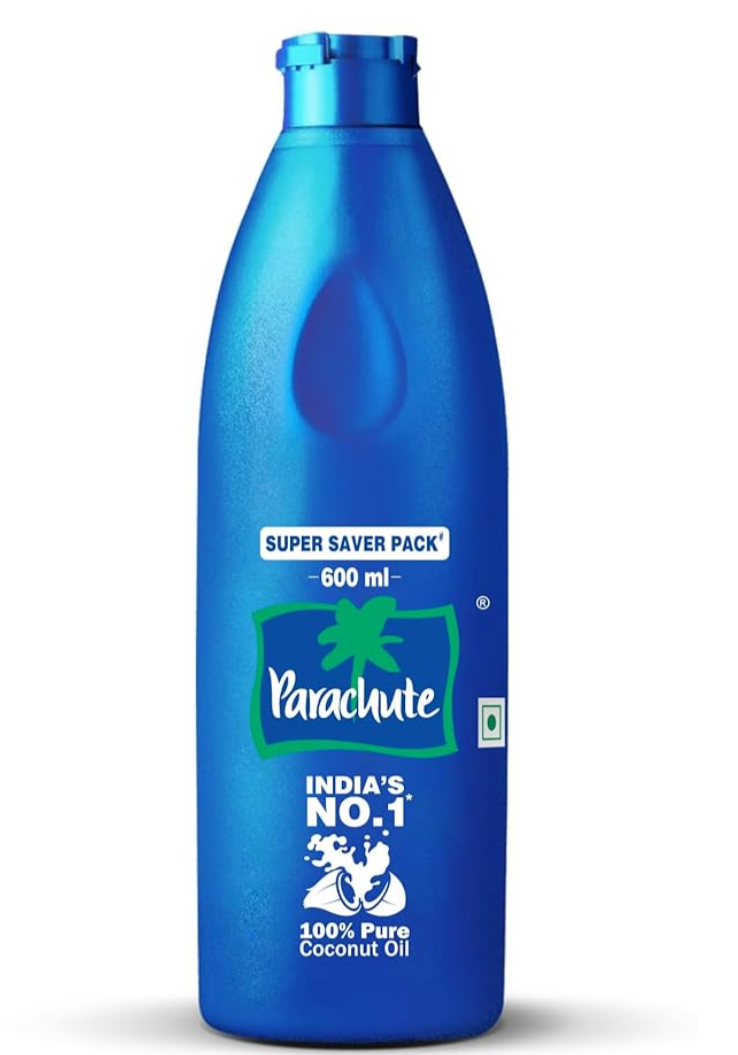 SUPER SAVER PACK#
-600 ml-
®
Parachute
INDIA'S
NO.1*
100% Pure
Coconut Oil